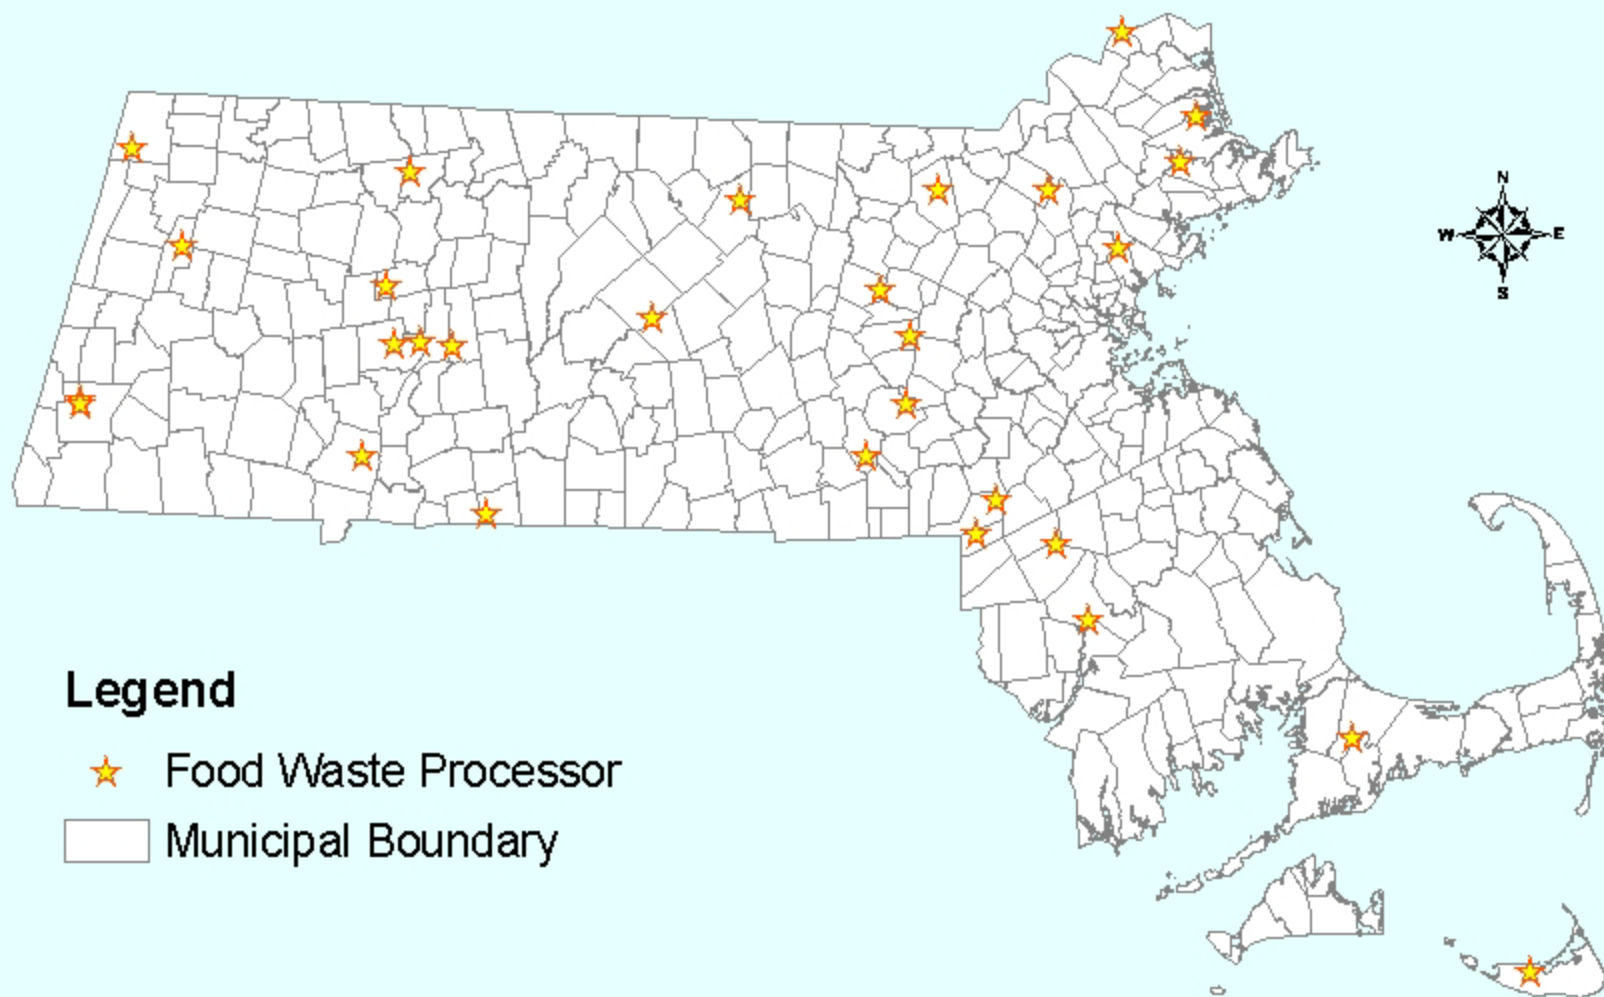 N
W E
S
Legend
Food Waste Processor
Municipal Boundary